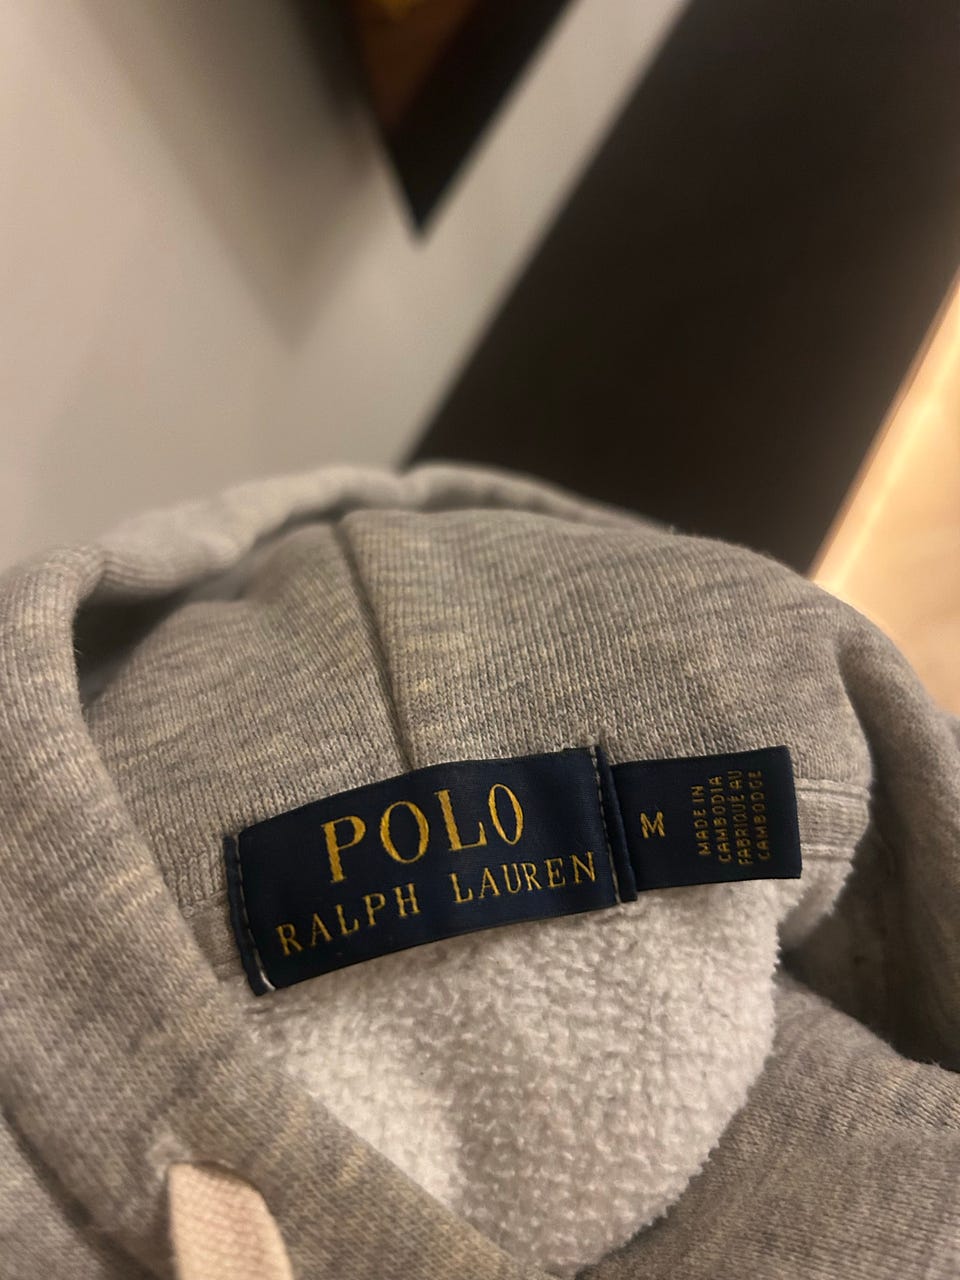 POLO
RALPH LAUREN
M
MADE IN
CAMBODIA
FABRIQUÉ AU
CAMBODGE